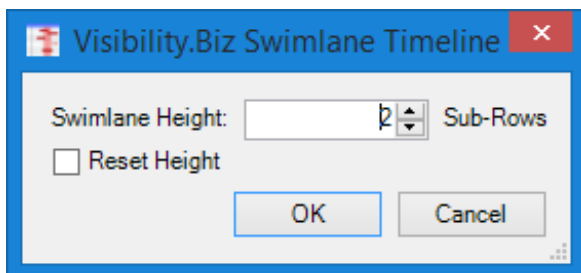 Visibility.Biz Swimlane Timeline
Swimlane Height: 2 Sub-Rows
Reset Height
OK Cancel